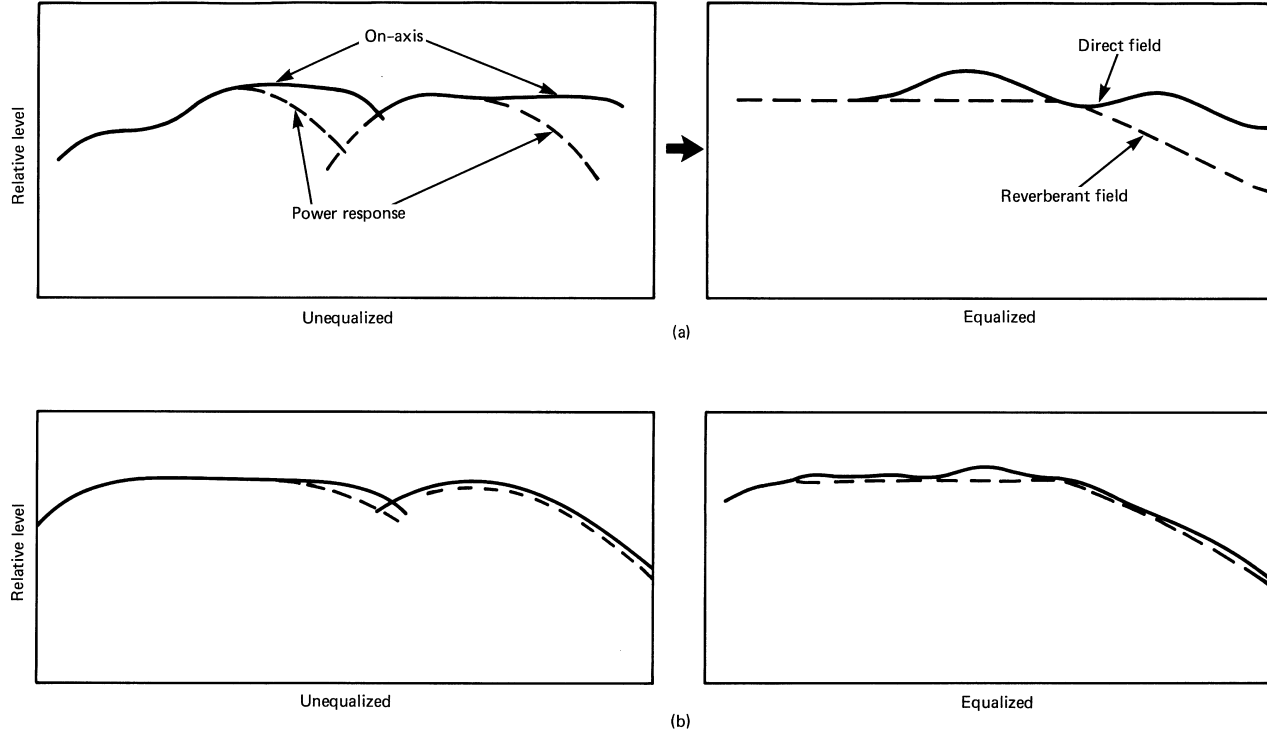 On-axis
Power response
Relative level
Unequalized
Direct field
Reverberant field
Equalized
(a)
Relative level
Unequalized
Equalized
(b)